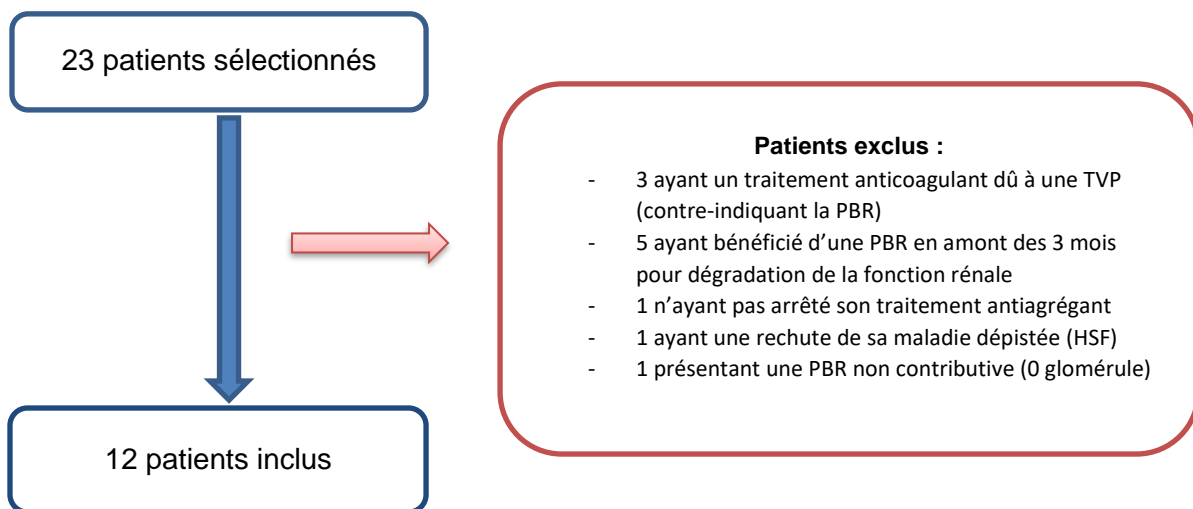 23 patients sélectionnés
Patients exclus :
- 3 ayant un traitement anticoagulant dû à une TVP
(contre-indiquant la PBR)
- 5 ayant bénéficié d’une PBR en amont des 3 mois
pour dégradation de la fonction rénale
- 1 n’ayant pas arrêté son traitement antiagrégant
- 1 ayant une rechute de sa maladie dépistée (HSF)
- 1 présentant une PBR non contributive (0 glomérule)
12 patients inclus